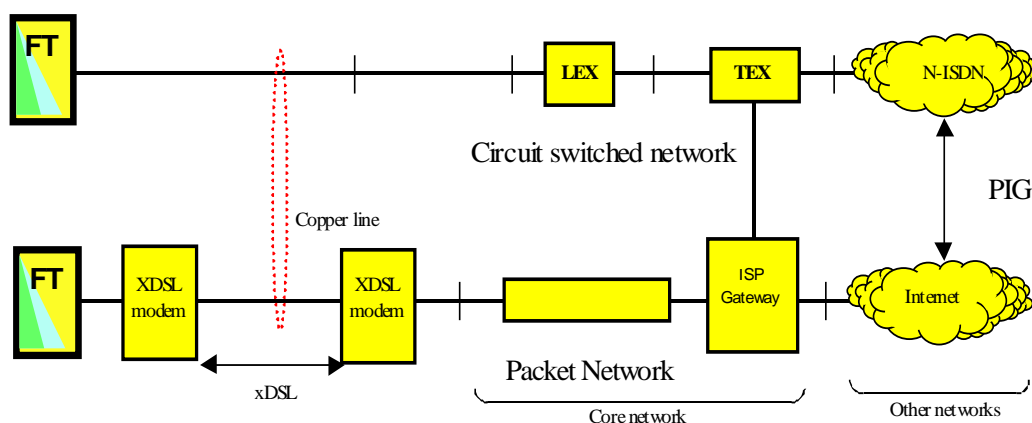 FT
LEX
TEX
N-ISDN
Circuit switched network
PIG
Copper line
FT
XDSL
modem
XDSL
modem
ISP
Gateway
Internet
xDSL
Packet Network
Core network
Other networks